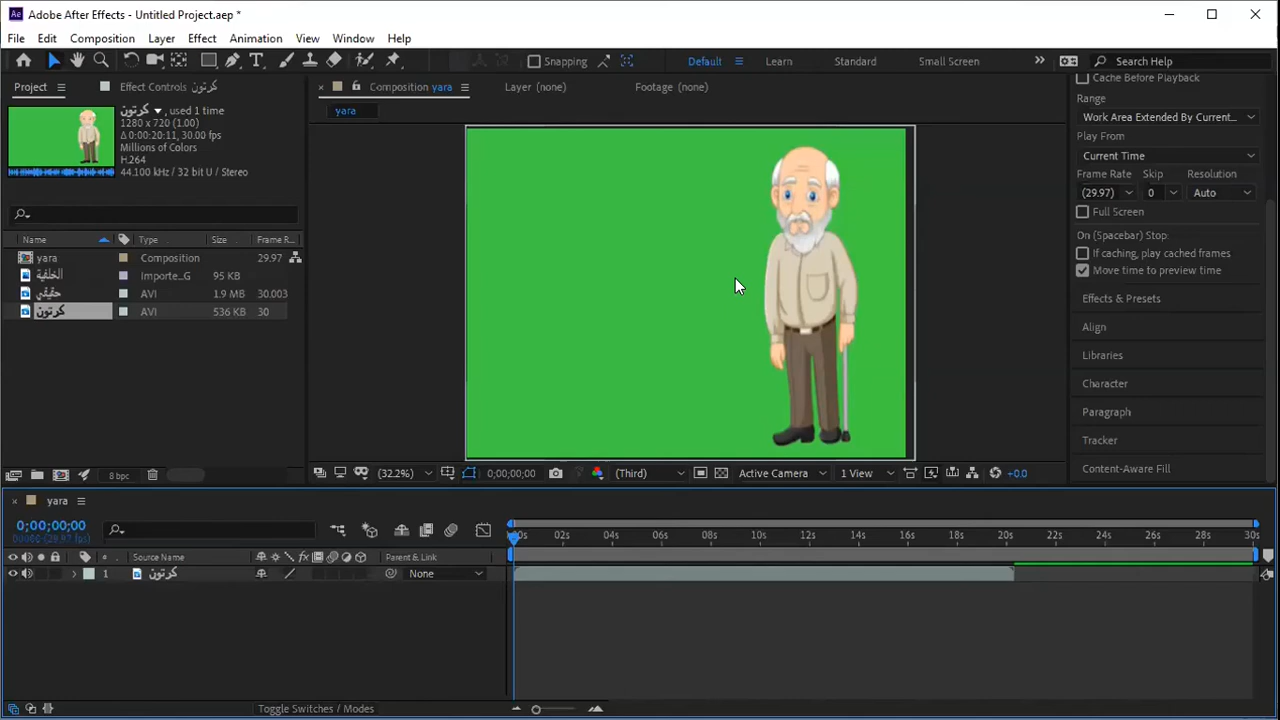 Adobe After Effects - Untitled Project.aep *
File Edit Composition Layer Effect Animation View Window Help
Snapping Default Learn Standard Small Screen Search Help
Project Effect Controls كرتون Composition yara Layer (none) Footage (none)
yara
كرتون, used 1 time
1280 x 720 (1.00)
Δ 0:00:20:11, 30.00 fps
Millions of Colors
H.264
44.100 kHz / 32 bit U / Stereo
Name Type Size Frame R...
yara Composition 29.97
الخلفية Importe...G 95 KB
حقيقي AVI 1.9 MB 30.003
كرتون AVI 536 KB 30
8 bpc
(32.2%) 0;00;00;00 (Third) Active Camera 1 View +0.0
Cache Before Playback
Range
Work Area Extended By Current...
Play From
Current Time
Frame Rate Skip Resolution
(29.97) 0 Auto
Full Screen
On (Spacebar) Stop:
If caching, play cached frames
Move time to preview time
Effects & Presets
Align
Libraries
Character
Paragraph
Tracker
Content-Aware Fill
yara
0;00;00;00
00000 (29.97 fps)
:00s 02s 04s 06s 08s 10s 12s 14s 16s 18s 20s 22s 24s 26s 28s 30s
Source Name Parent & Link
1 كرتون None
Toggle Switches / Modes